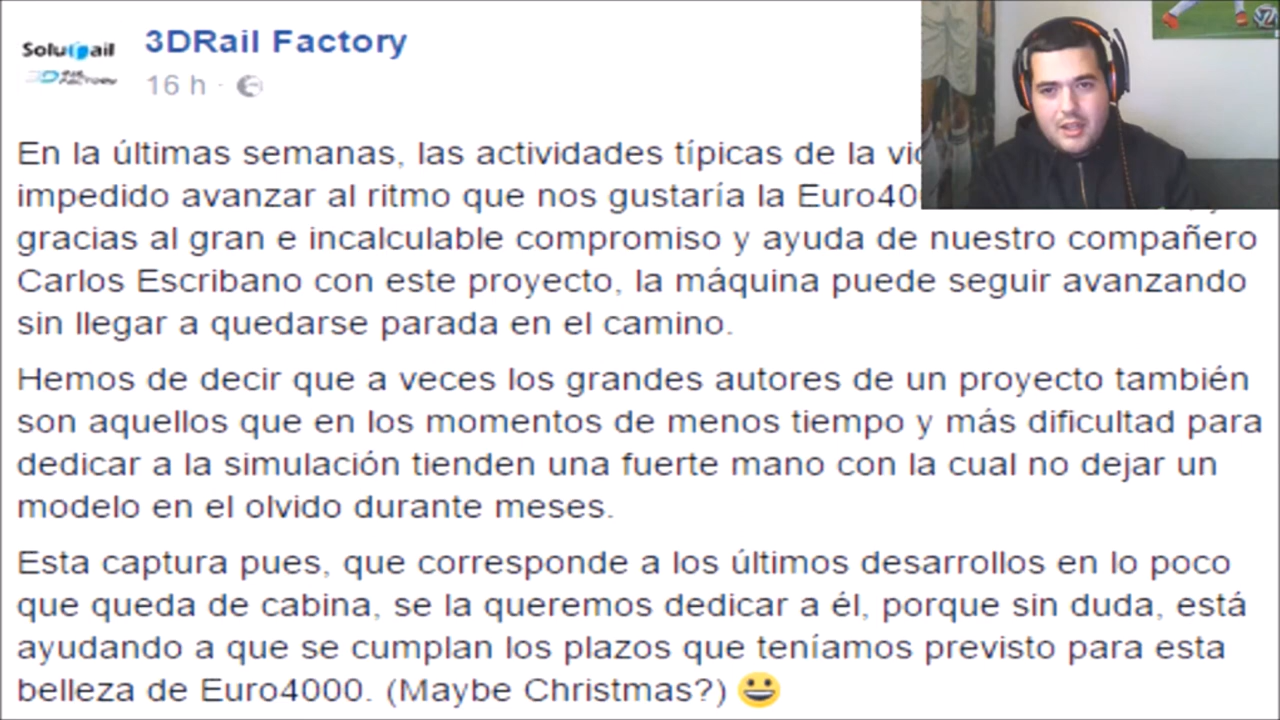 SoluRail
3D RAIL FACTORY
3DRail Factory
16 h ·
En la últimas semanas, las actividades típicas de la
impedido avanzar al ritmo que nos gustaría la
gracias al gran e incalculable compromiso y ayuda de nuestro compañero
Carlos Escribano con este proyecto, la máquina puede seguir avanzando
sin llegar a quedarse parada en el camino.
Hemos de decir que a veces los grandes autores de un proyecto también
son aquellos que en los momentos de menos tiempo y más dificultad para
dedicar a la simulación tienden una fuerte mano con la cual no dejar un
modelo en el olvido durante meses.
Esta captura pues, que corresponde a los últimos desarrollos en lo poco
que queda de cabina, se la queremos dedicar a él, porque sin duda, está
ayudando a que se cumplan los plazos que teníamos previsto para esta
belleza de Euro4000. (Maybe Christmas?) 😀